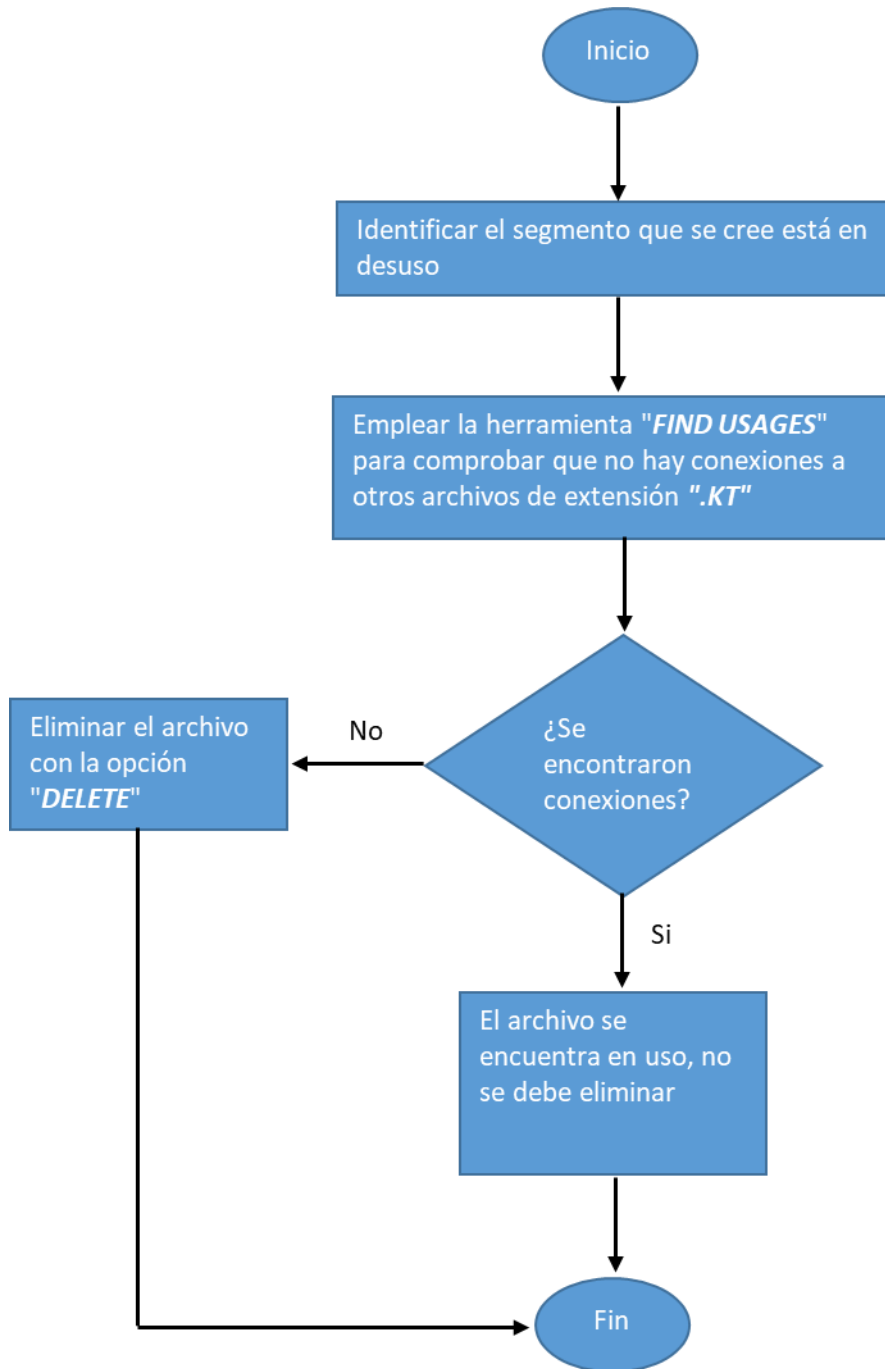 Inicio
Identificar el segmento que se cree está en
desuso
Emplear la herramienta "FIND USAGES"
para comprobar que no hay conexiones a
otros archivos de extensión ".KT"
¿Se
encontraron
conexiones?
No
Eliminar el archivo
con la opción
"DELETE"
Si
El archivo se
encuentra en uso, no
se debe eliminar
Fin